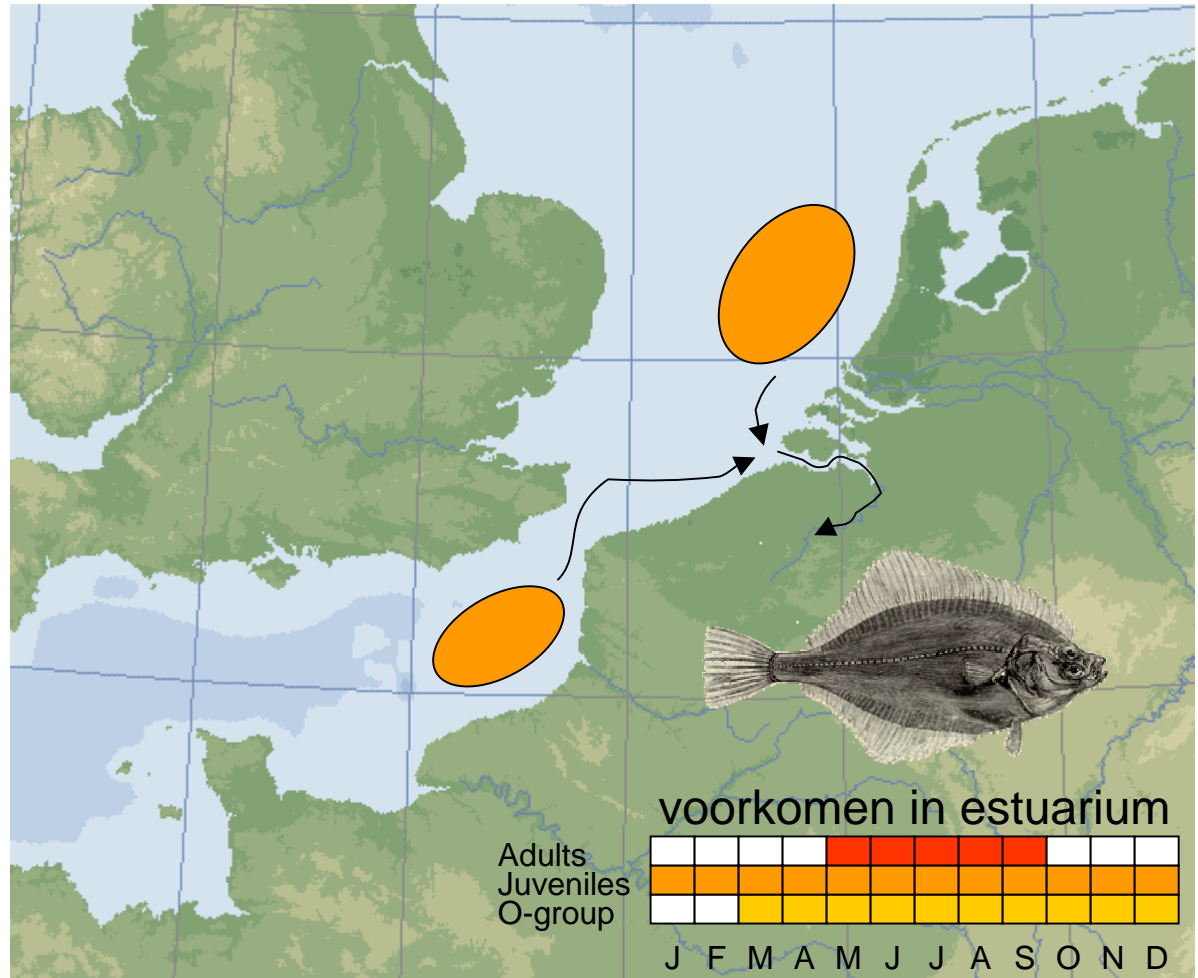 voorkomen in estuarium
Adults
Juveniles
O-group
J F M A M J J A S O N D